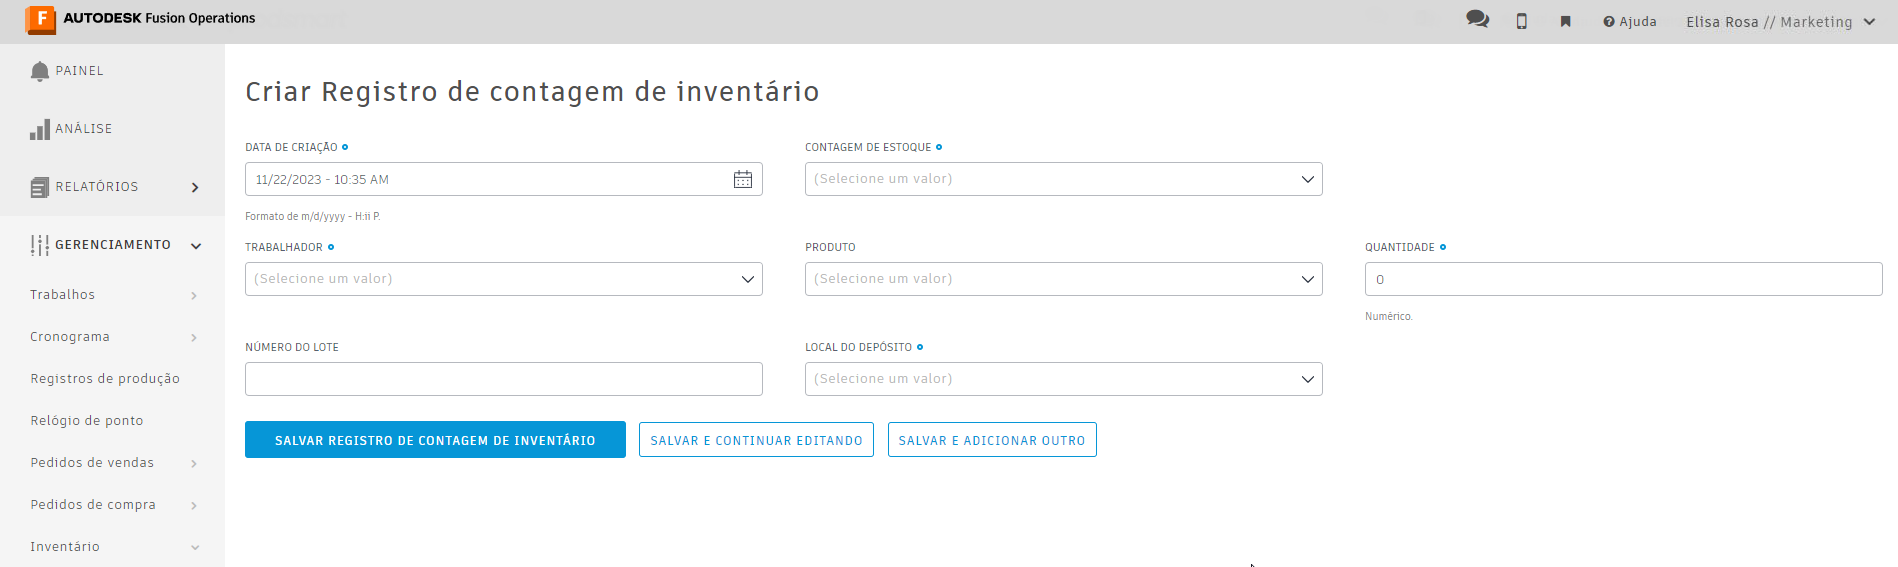 AUTODESK Fusion Operations
Ajuda
Elisa Rosa // Marketing
PAINEL
ANÁLISE
RELATÓRIOS
GERENCIAMENTO
Trabalhos
Cronograma
Registros de produção
Relógio de ponto
Pedidos de vendas
Pedidos de compra
Inventário
Criar Registro de contagem de inventário
DATA DE CRIAÇÃO
11/22/2023 - 10:35 AM
Formato de m/d/yyyy - H:ii P.
CONTAGEM DE ESTOQUE
(Selecione um valor)
TRABALHADOR
(Selecione um valor)
PRODUTO
(Selecione um valor)
QUANTIDADE
0
Numérico.
NÚMERO DO LOTE
LOCAL DO DEPÓSITO
(Selecione um valor)
SALVAR REGISTRO DE CONTAGEM DE INVENTÁRIO
SALVAR E CONTINUAR EDITANDO
SALVAR E ADICIONAR OUTRO